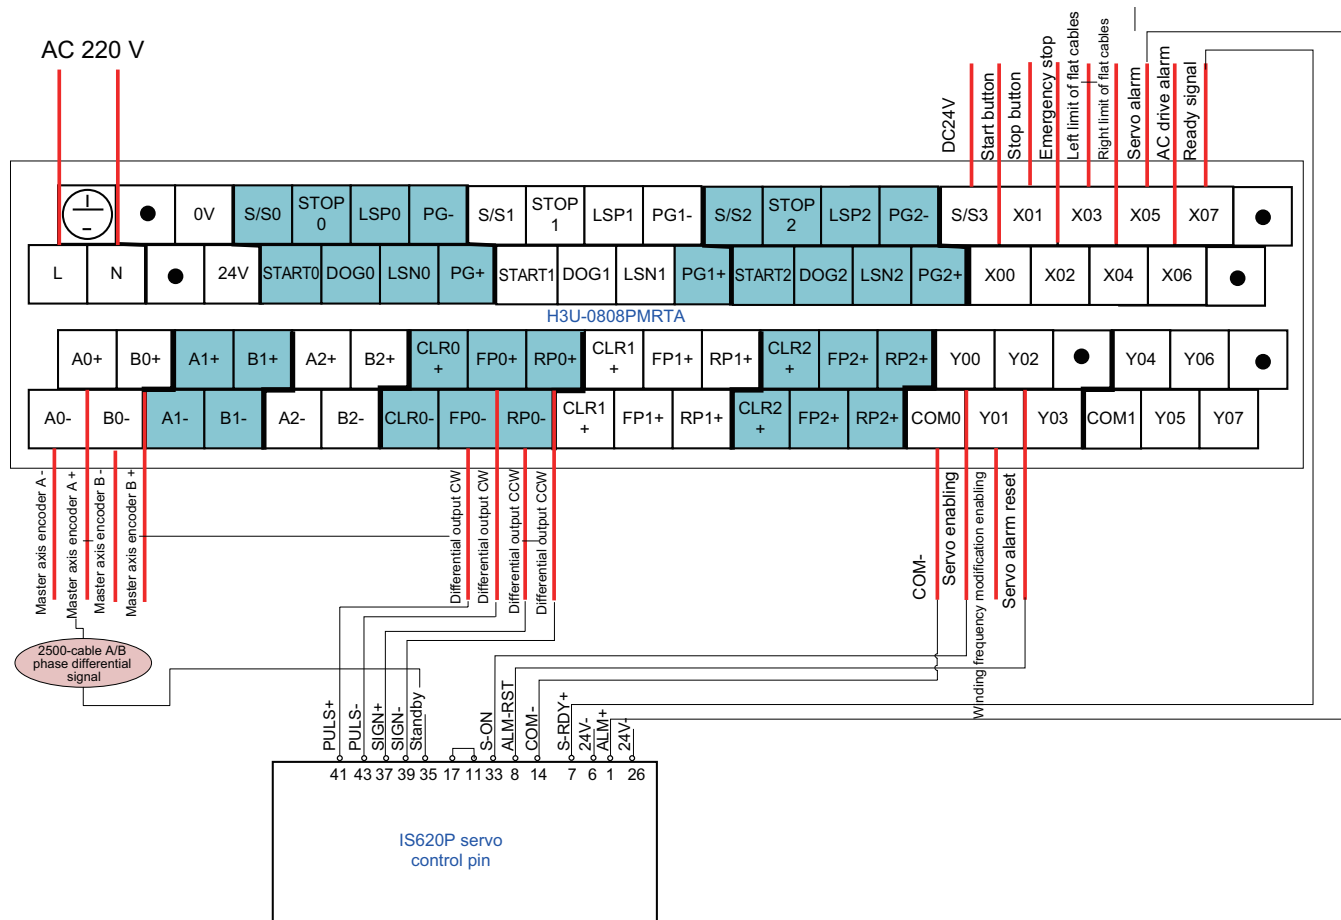 AC 220 V
DC24V
Start button
Stop button
Emergency stop
Left limit of flat cables
Right limit of flat cables
Servo alarm
AC drive alarm
Ready signal
0V
S/S0
STOP
0
LSP0
PG-
S/S1
STOP
1
LSP1
PG1-
S/S2
STOP
2
LSP2
PG2-
S/S3
X01
X03
X05
X07
L
N
24V
START0
DOG0
LSN0
PG+
START1
DOG1
LSN1
PG1+
START2
DOG2
LSN2
PG2+
X00
X02
X04
X06
H3U-0808PMRTA
A0+
B0+
A1+
B1+
A2+
B2+
CLR0
+
FP0+
RP0+
CLR1
+
FP1+
RP1+
CLR2
+
FP2+
RP2+
Y00
Y02
Y04
Y06
A0-
B0-
A1-
B1-
A2-
B2-
CLR0-
FP0-
RP0-
CLR1
+
FP1+
RP1+
CLR2
+
FP2+
RP2+
COM0
Y01
Y03
COM1
Y05
Y07
Master axis encoder A -
Master axis encoder A +
Master axis encoder B -
Master axis encoder B +
Differential output CW
Differential output CW
Differential output CCW
Differential output CCW
COM-
Servo enabling
Winding frequency modification enabling
Servo alarm reset
2500-cable A/B
phase differential
signal
PULS+
PULS-
SIGN+
SIGN-
Standby
S-ON
ALM-RST
COM-
S-RDY+
24V-
ALM+
24V-
41
43
37
39
35
17
11
33
8
14
7
6
1
26
IS620P servo
control pin